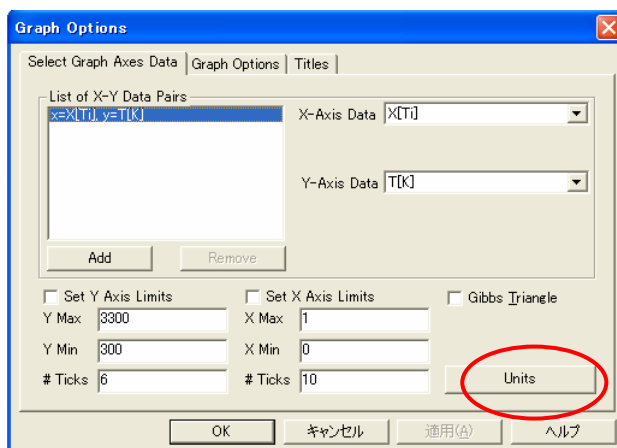 Graph Options
Select Graph Axes Data Graph Options Titles
List of X-Y Data Pairs
x=X[Ti], y=T[K]
X-Axis Data X[Ti]
Y-Axis Data T[K]
Add Remove
Set Y Axis Limits Set X Axis Limits Gibbs Triangle
Y Max 3300 X Max 1
Y Min 300 X Min 0
# Ticks 6 # Ticks 10 Units
OK キャンセル 適用(A) ヘルプ